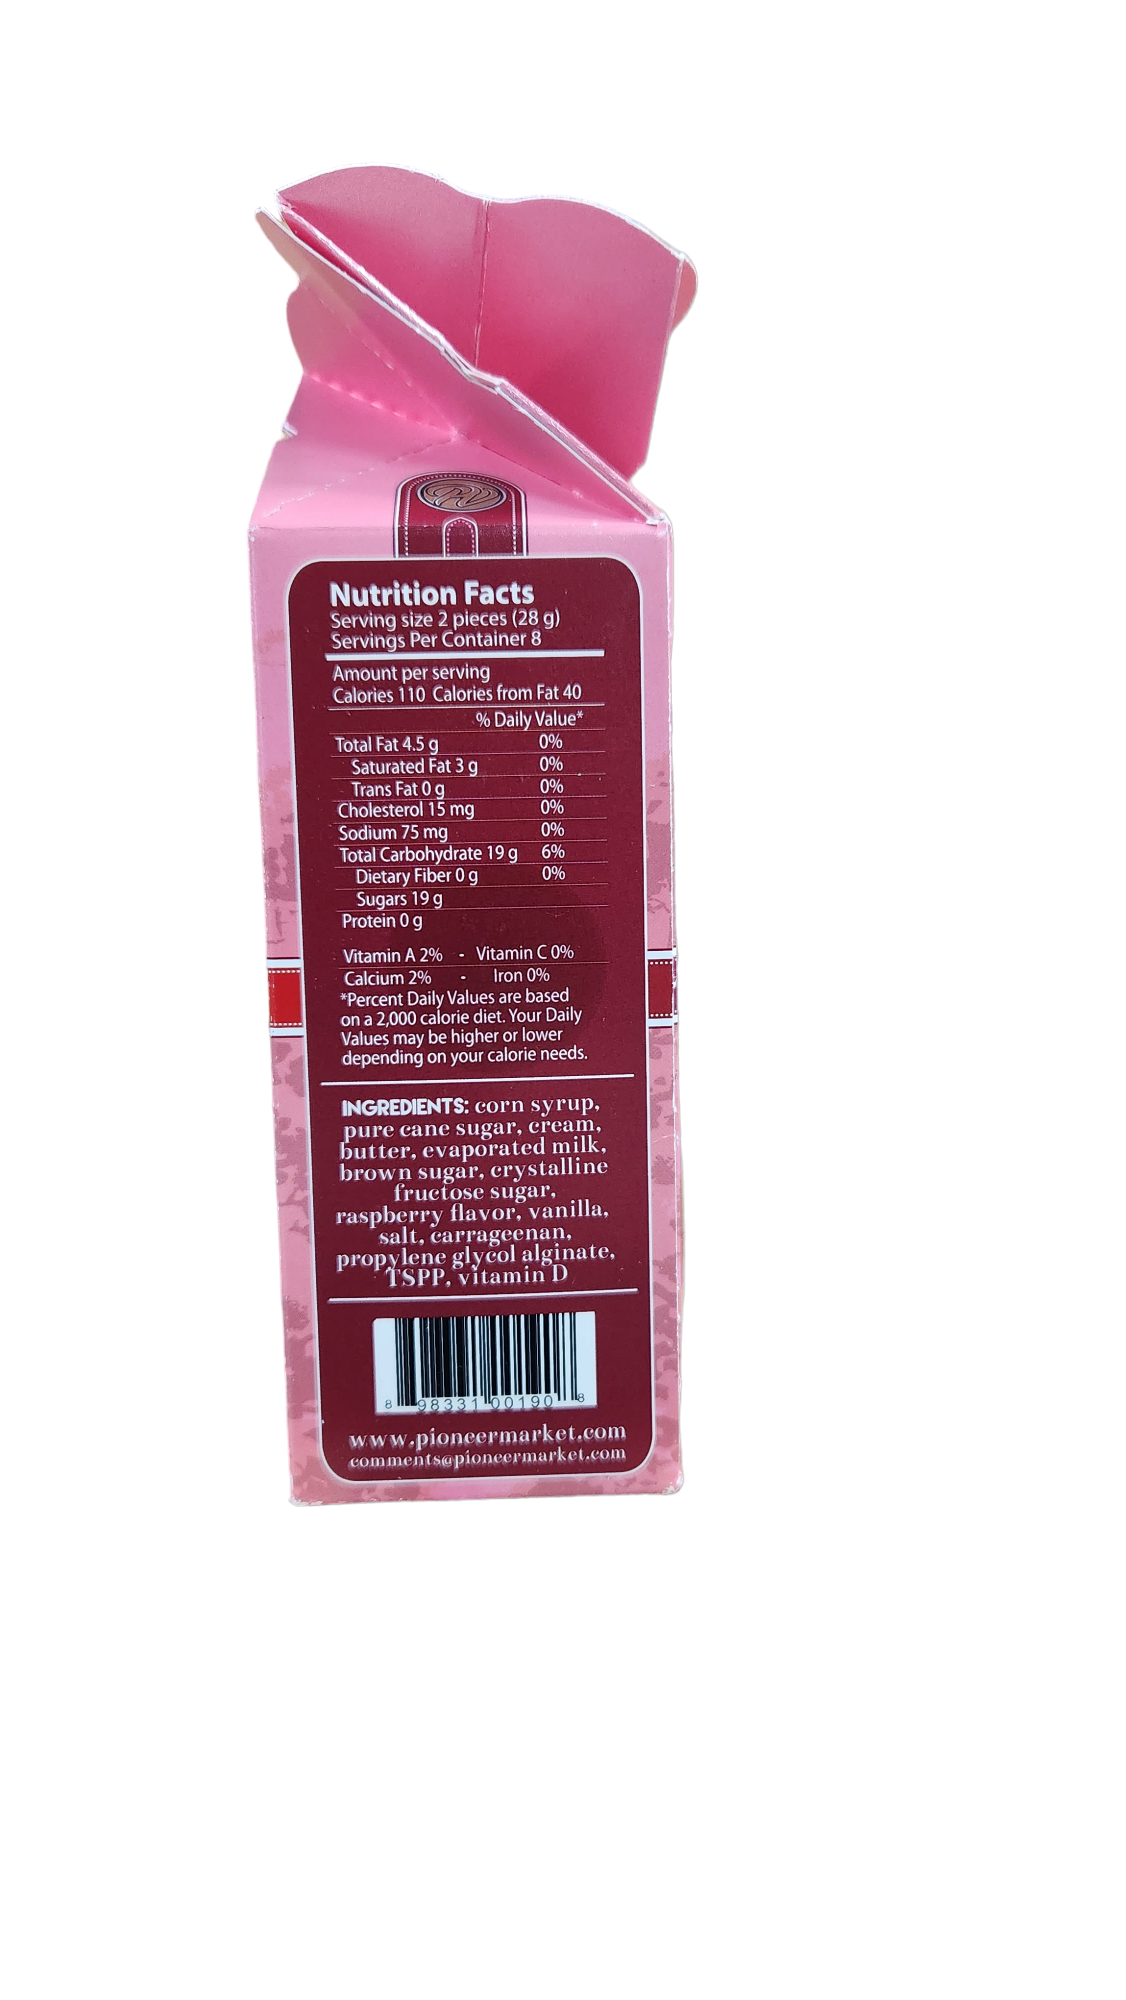 PV
Nutrition Facts
Serving size 2 pieces (28 g)
Servings Per Container 8
Amount per serving
Calories 110 Calories from Fat 40
% Daily Value*
Total Fat 4.5 g 0%
Saturated Fat 3 g 0%
Trans Fat 0 g 0%
Cholesterol 15 mg 0%
Sodium 75 mg 0%
Total Carbohydrate 19 g 6%
Dietary Fiber 0 g 0%
Sugars 19 g
Protein 0 g
Vitamin A 2% - Vitamin C 0%
Calcium 2% - Iron 0%
*Percent Daily Values are based
on a 2,000 calorie diet. Your Daily
Values may be higher or lower
depending on your calorie needs.
INGREDIENTS: corn syrup,
pure cane sugar, cream,
butter, evaporated milk,
brown sugar, crystalline
fructose sugar,
raspberry flavor, vanilla,
salt, carrageenan,
propylene glycol alginate,
TSPP, vitamin D
8 98331 00190 8
www.pioneermarket.com
comments@pioneermarket.com